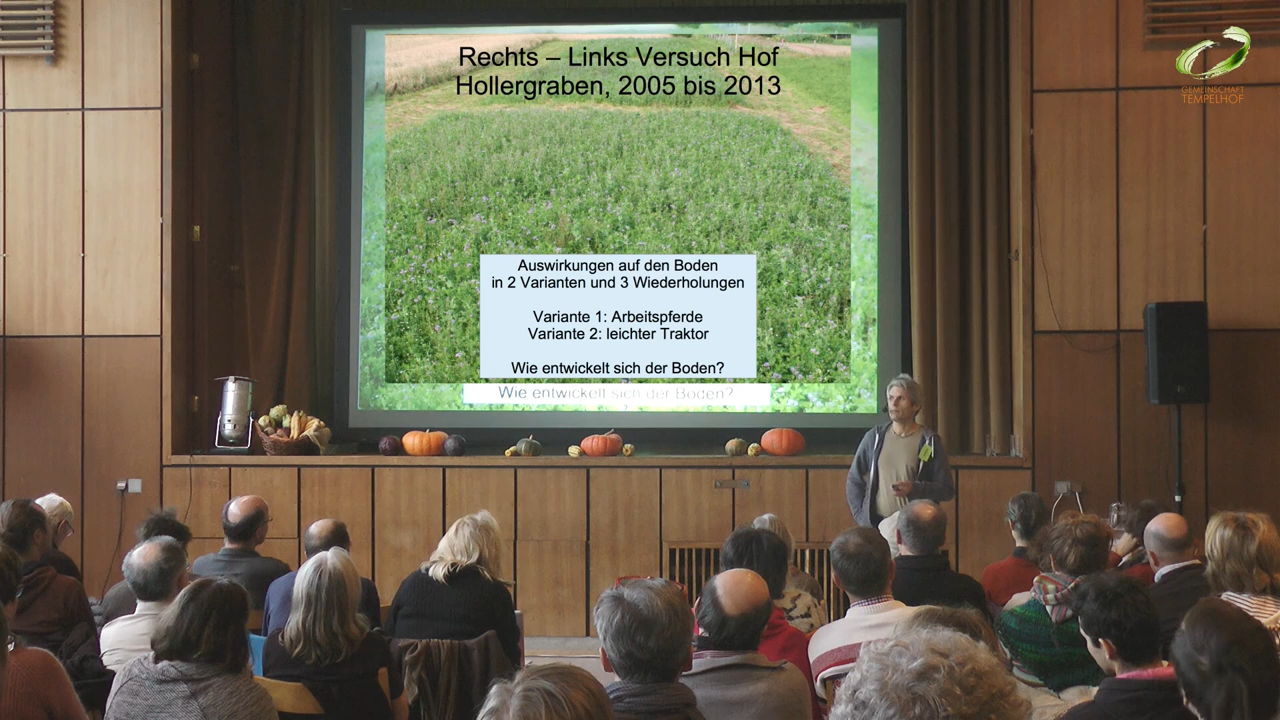 Rechts – Links Versuch Hof
Hollergraben, 2005 bis 2013
Auswirkungen auf den Boden
in 2 Varianten und 3 Wiederholungen
Variante 1: Arbeitspferde
Variante 2: leichter Traktor
Wie entwickelt sich der Boden?
Wie entwickelt sich der Boden?
GEMEINSCHAFT
TEMPELHOF